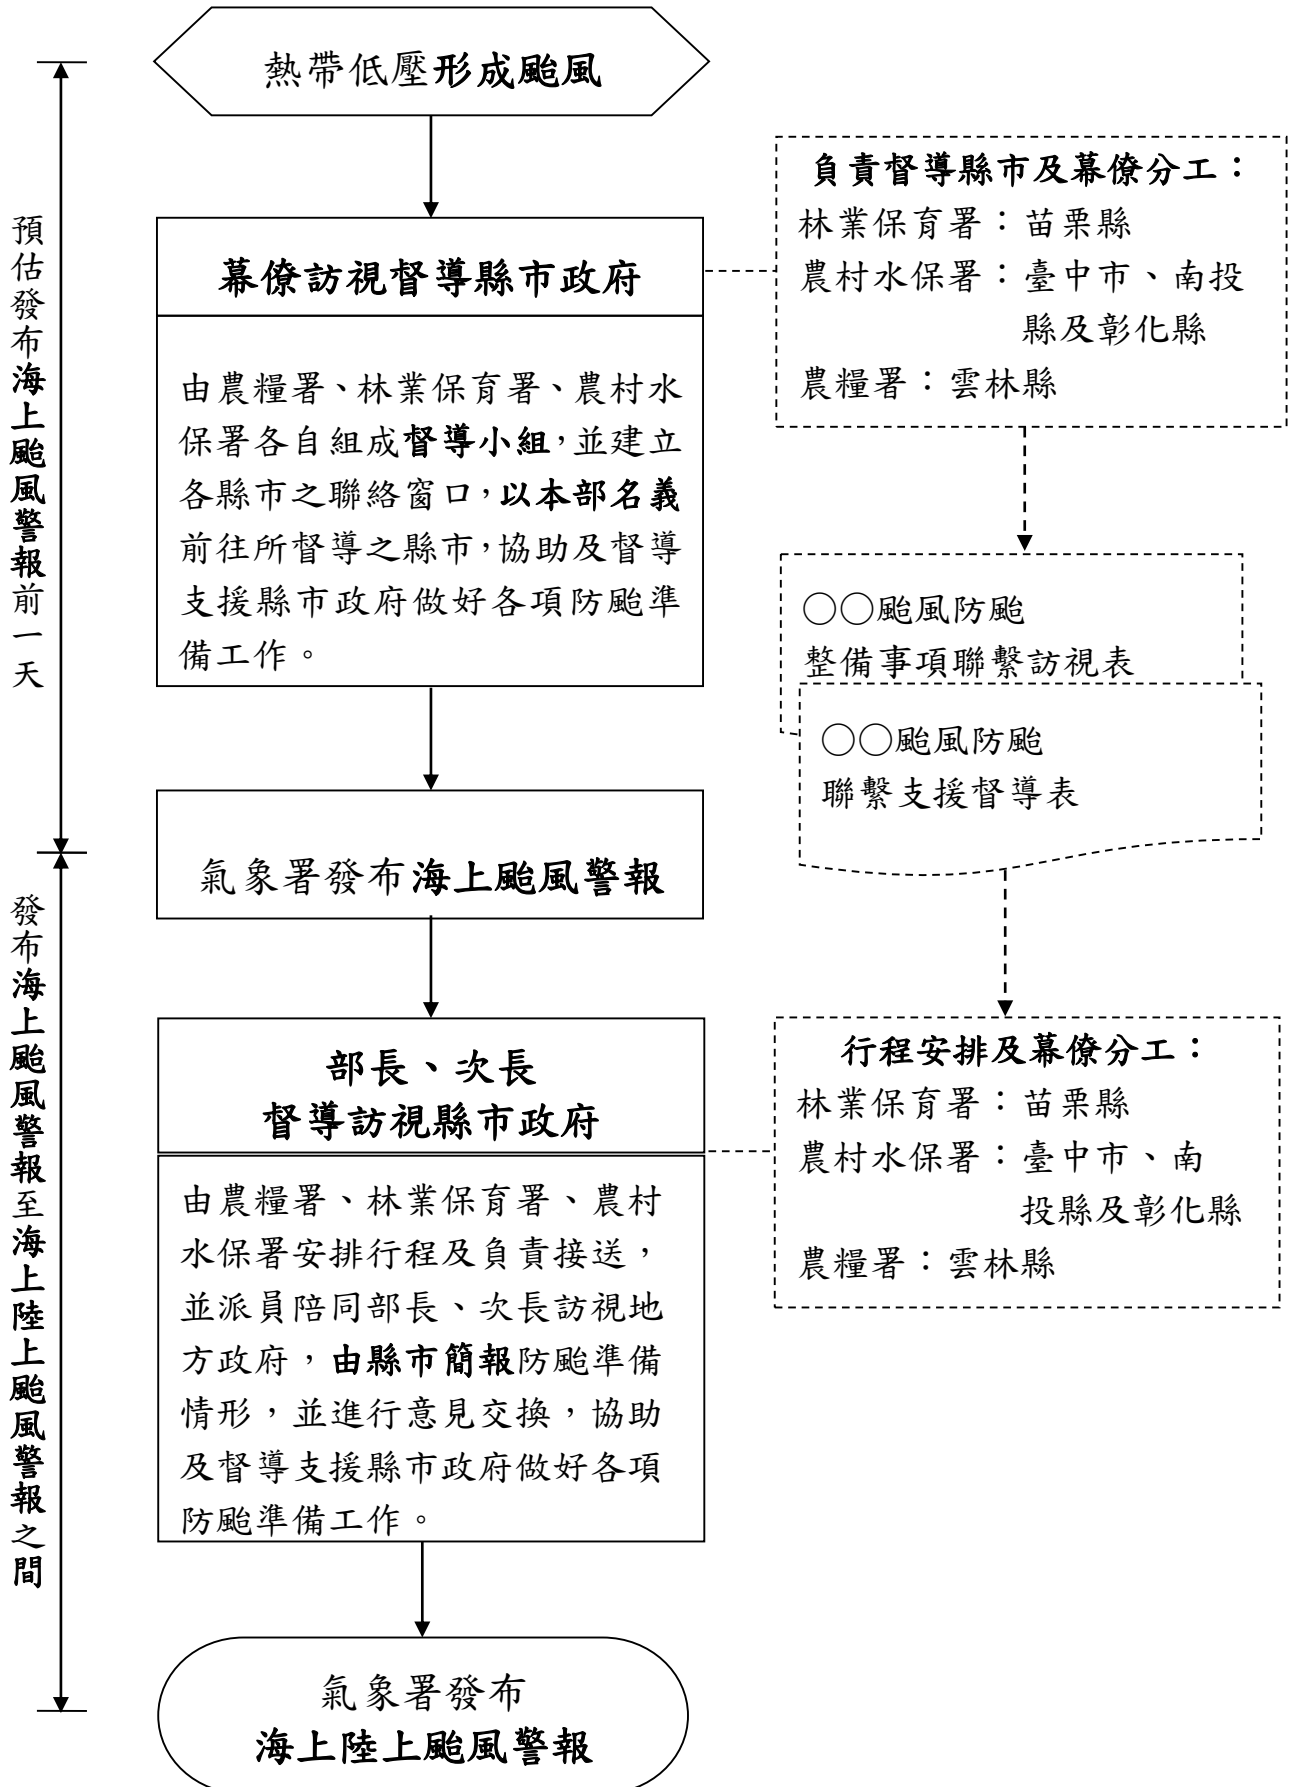 熱帶低壓形成颱風
預估發布海上颱風警報前一天
幕僚訪視督導縣市政府
由農糧署、林業保育署、農村水
保署各自組成督導小組，並建立
各縣市之聯絡窗口，以本部名義
前往所督導之縣市，協助及督導
支援縣市政府做好各項防颱準
備工作。
負責督導縣市及幕僚分工：
林業保育署：苗栗縣
農村水保署：臺中市、南投
縣及彰化縣
農糧署：雲林縣
○○颱風防颱
整備事項聯繫訪視表
○○颱風防颱
聯繫支援督導表
氣象署發布海上颱風警報
發布海上颱風警報至海上陸上颱風警報之間
部長、次長
督導訪視縣市政府
由農糧署、林業保育署、農村
水保署安排行程及負責接送，
並派員陪同部長、次長訪視地
方政府，由縣市簡報防颱準備
情形，並進行意見交換，協助
及督導支援縣市政府做好各項
防颱準備工作。
行程安排及幕僚分工：
林業保育署：苗栗縣
農村水保署：臺中市、南
投縣及彰化縣
農糧署：雲林縣
氣象署發布
海上陸上颱風警報